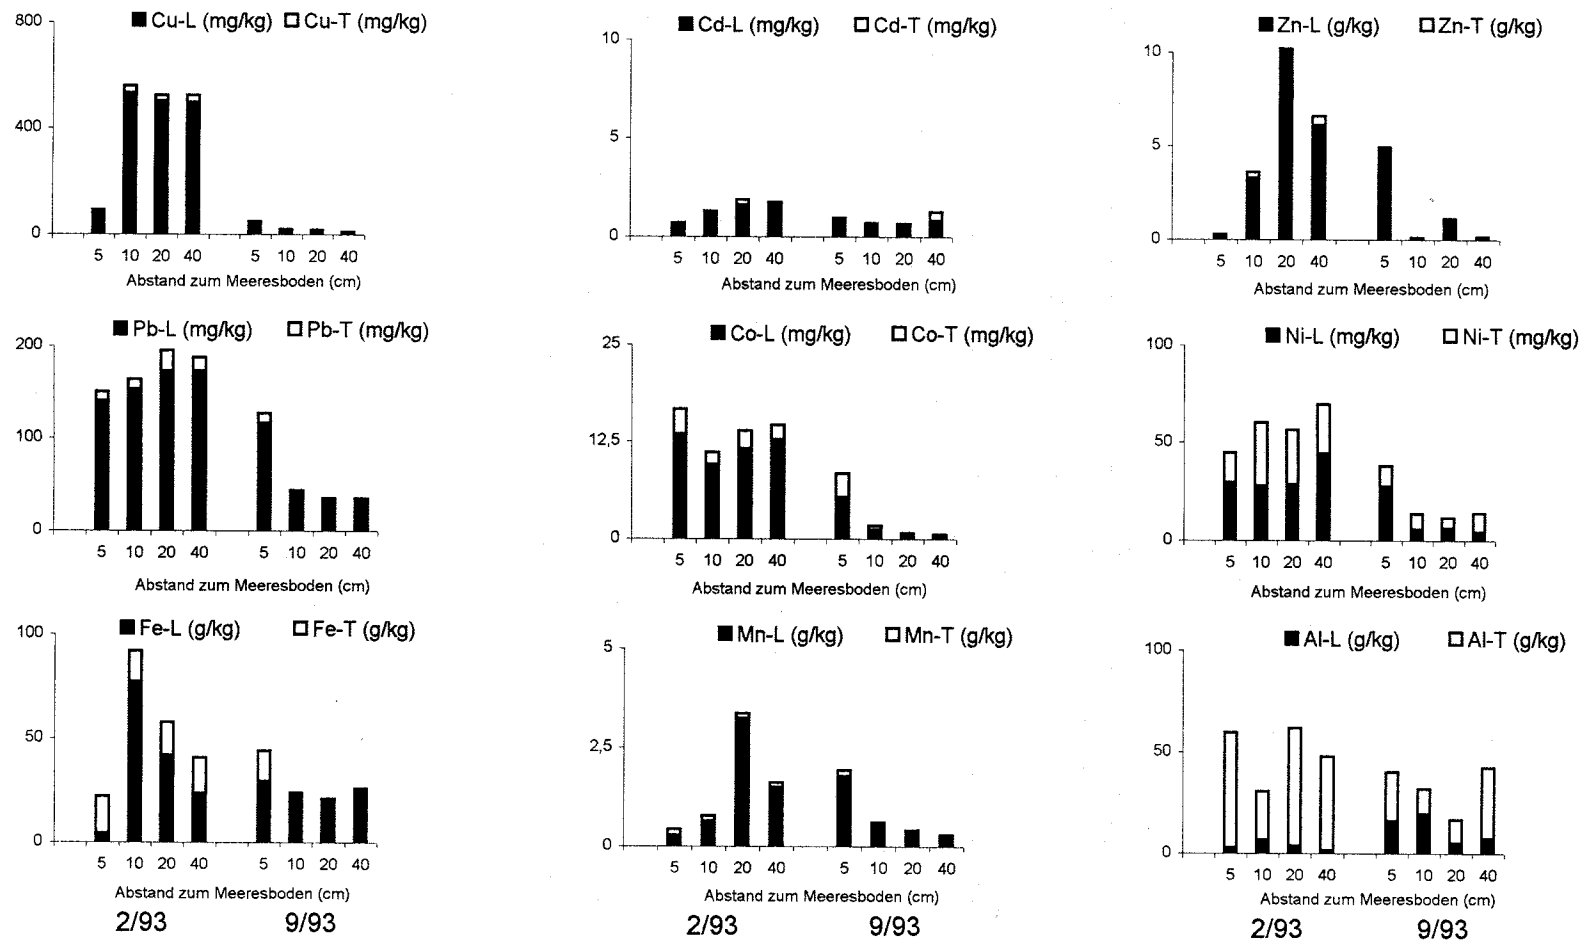 ■ Cu-L (mg/kg) □ Cu-T (mg/kg)
800
400
0
5 10 20 40 5 10 20 40
Abstand zum Meeresboden (cm)
■ Cd-L (mg/kg) □ Cd-T (mg/kg)
10
5
0
5 10 20 40 5 10 20 40
Abstand zum Meeresboden (cm)
■ Zn-L (g/kg) □ Zn-T (g/kg)
10
5
0
5 10 20 40 5 10 20 40
Abstand zum Meeresboden (cm)
■ Pb-L (mg/kg) □ Pb-T (mg/kg)
200
100
0
5 10 20 40 5 10 20 40
Abstand zum Meeresboden (cm)
■ Co-L (mg/kg) □ Co-T (mg/kg)
25
12,5
0
5 10 20 40 5 10 20 40
Abstand zum Meeresboden (cm)
■ Ni-L (mg/kg) □ Ni-T (mg/kg)
100
50
0
5 10 20 40 5 10 20 40
Abstand zum Meeresboden (cm)
■ Fe-L (g/kg) □ Fe-T (g/kg)
100
50
0
5 10 20 40 5 10 20 40
Abstand zum Meeresboden (cm)
2/93 9/93
■ Mn-L (g/kg) □ Mn-T (g/kg)
5
2,5
0
5 10 20 40 5 10 20 40
Abstand zum Meeresboden (cm)
2/93 9/93
■ Al-L (g/kg) □ Al-T (g/kg)
100
50
0
5 10 20 40 5 10 20 40
Abstand zum Meeresboden (cm)
2/93 9/93